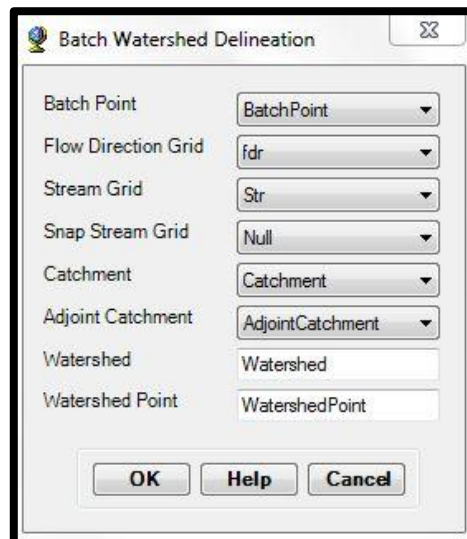 Batch Watershed Delineation
Batch Point BatchPoint
Flow Direction Grid fdr
Stream Grid Str
Snap Stream Grid Null
Catchment Catchment
Adjoint Catchment AdjointCatchment
Watershed Watershed
Watershed Point WatershedPoint
OK Help Cancel